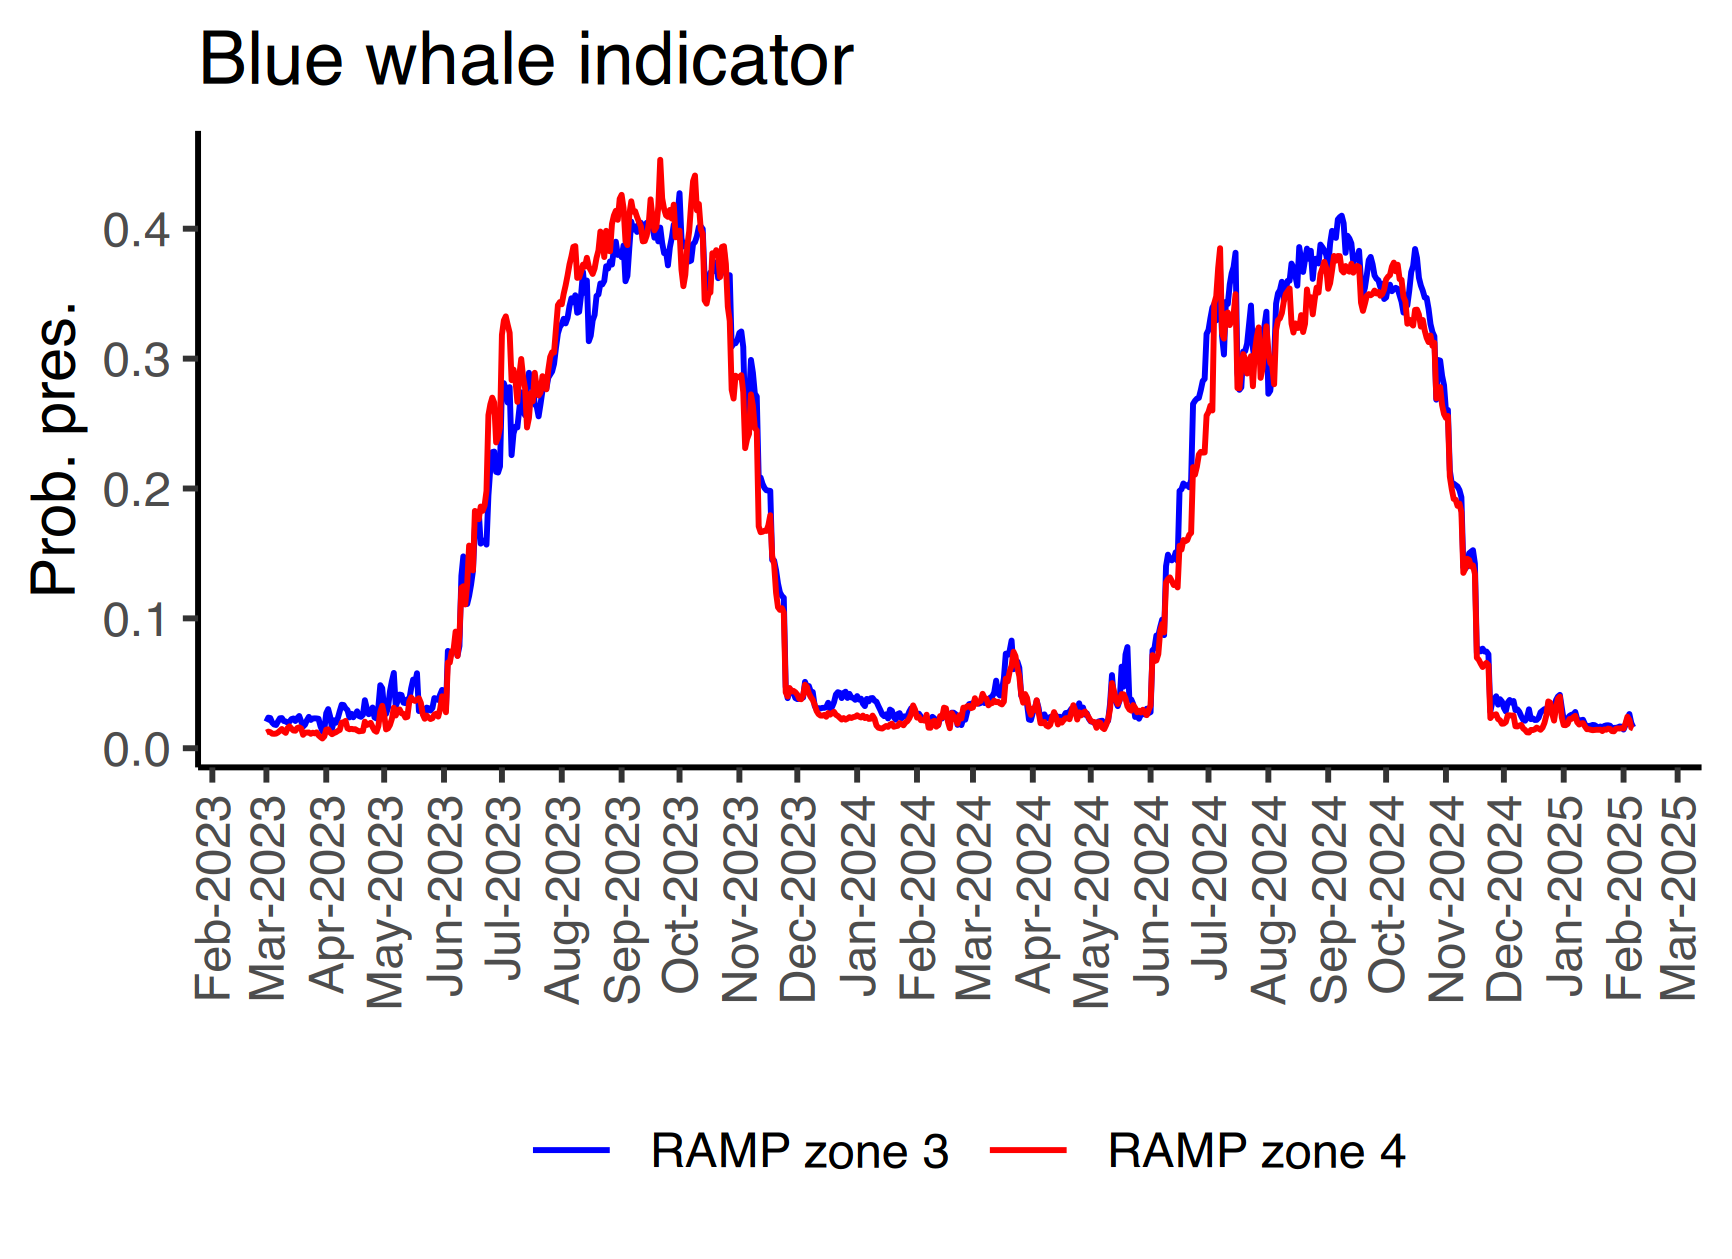 Blue whale indicator
Prob. pres.
0.4
0.3
0.2
0.1
0.0
Feb-2023
Mar-2023
Apr-2023
May-2023
Jun-2023
Jul-2023
Aug-2023
Sep-2023
Oct-2023
Nov-2023
Dec-2023
Jan-2024
Feb-2024
Mar-2024
Apr-2024
May-2024
Jun-2024
Jul-2024
Aug-2024
Sep-2024
Oct-2024
Nov-2024
Dec-2024
Jan-2025
Feb-2025
Mar-2025
RAMP zone 3
RAMP zone 4